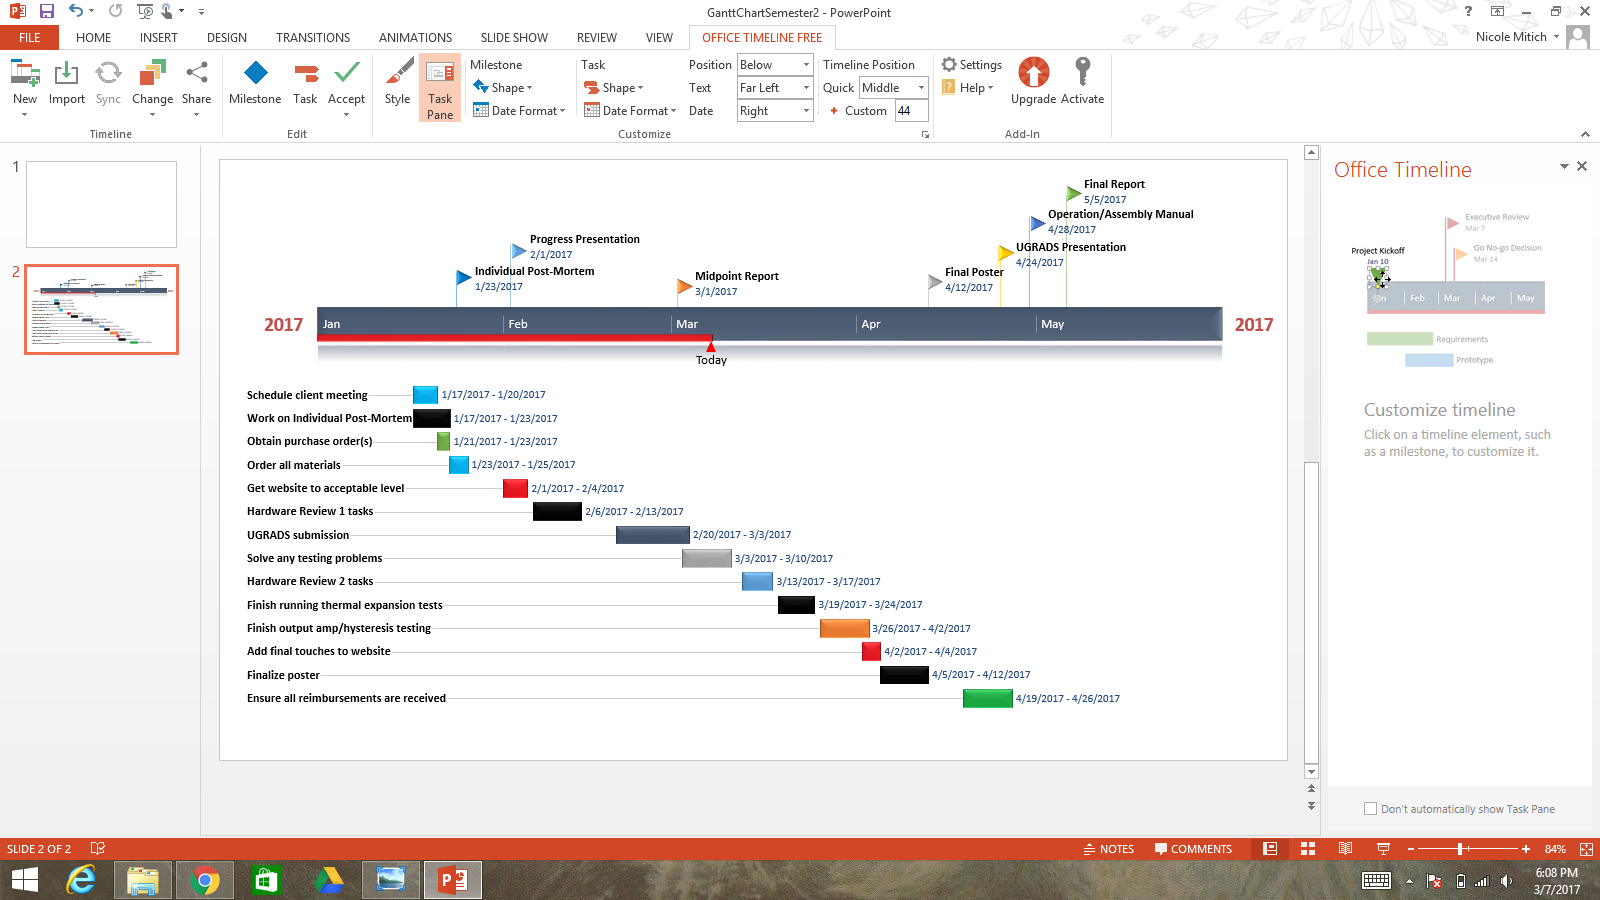 GanttChartSemester2 - PowerPoint
?
FILE HOME INSERT DESIGN TRANSITIONS ANIMATIONS SLIDE SHOW REVIEW VIEW OFFICE TIMELINE FREE
Nicole Mitich
New Import Sync Change Share
Timeline
Milestone Task Accept
Edit
Style Task Pane
Milestone
Shape
Date Format
Task
Shape
Date Format
Position Below
Text Far Left
Date Right
Timeline Position
Quick Middle
Custom 44
Customize
Settings
Help
Upgrade Activate
Add-In
1
2
Final Report
5/5/2017
Operation/Assembly Manual
4/28/2017
Progress Presentation
2/1/2017
UGRADS Presentation
4/24/2017
Individual Post-Mortem
1/23/2017
Midpoint Report
3/1/2017
Final Poster
4/12/2017
2017 Jan Feb Mar Apr May 2017
Today
Schedule client meeting 1/17/2017 - 1/20/2017
Work on Individual Post-Mortem 1/17/2017 - 1/23/2017
Obtain purchase order(s) 1/21/2017 - 1/23/2017
Order all materials 1/23/2017 - 1/25/2017
Get website to acceptable level 2/1/2017 - 2/4/2017
Hardware Review 1 tasks 2/6/2017 - 2/13/2017
UGRADS submission 2/20/2017 - 3/3/2017
Solve any testing problems 3/3/2017 - 3/10/2017
Hardware Review 2 tasks 3/13/2017 - 3/17/2017
Finish running thermal expansion tests 3/19/2017 - 3/24/2017
Finish output amp/hysteresis testing 3/26/2017 - 4/2/2017
Add final touches to website 4/2/2017 - 4/4/2017
Finalize poster 4/5/2017 - 4/12/2017
Ensure all reimbursements are received 4/19/2017 - 4/26/2017
Office Timeline
Executive Review
Mar 7
Project Kickoff
Jan 10
Go No-go Decision
Mar 14
Jan Feb Mar Apr May
Requirements
Prototype
Customize timeline
Click on a timeline element, such
as a milestone, to customize it.
Don't automatically show Task Pane
SLIDE 2 OF 2
NOTES COMMENTS 84%
6:08 PM
3/7/2017